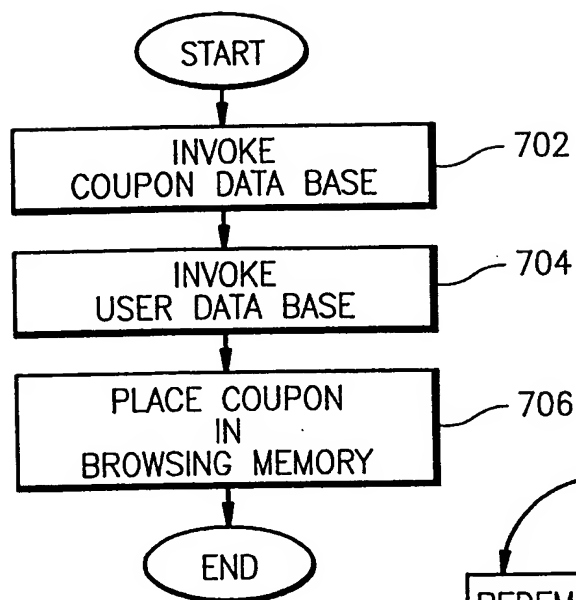 START
INVOKE
COUPON DATA BASE
702
INVOKE
USER DATA BASE
704
PLACE COUPON
IN
BROWSING MEMORY
706
END